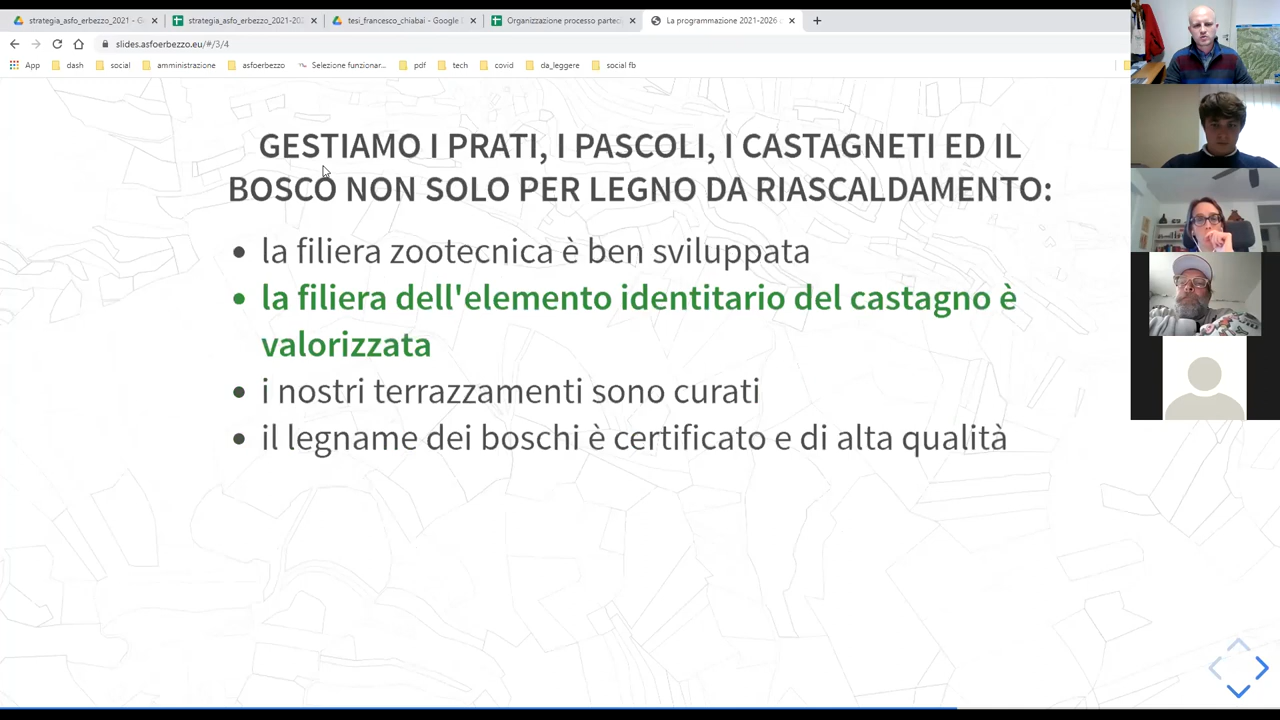 strategia_asfo_erbezzo_2021 - G
strategia_asfo_erbezzo_2021-202
tesi_francesco_chiabai - Google D
Organizzazione processo parteci
La programmazione 2021-2026
slides.asfoerbezzo.eu/#/3/4
App
dash
social
amministrazione
asfoerbezzo
Selezione funzionar...
pdf
tech
covid
da_leggere
social fb
GESTIAMO I PRATI, I PASCOLI, I CASTAGNETI ED IL
BOSCO NON SOLO PER LEGNO DA RIASCALDAMENTO:
• la filiera zootecnica è ben sviluppata
• la filiera dell'elemento identitario del castagno è
valorizzata
• i nostri terrazzamenti sono curati
• il legname dei boschi è certificato e di alta qualità